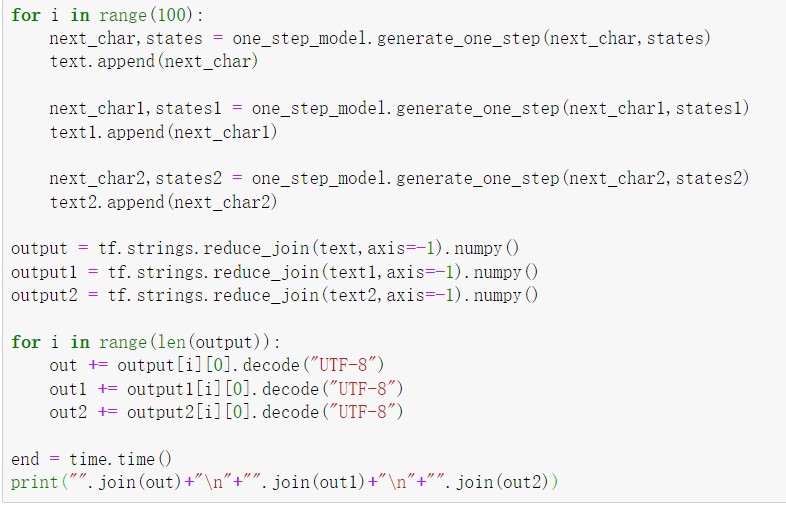 for i in range(100):
    next_char,states = one_step_model.generate_one_step(next_char,states)
    text.append(next_char)

    next_char1,states1 = one_step_model.generate_one_step(next_char1,states1)
    text1.append(next_char1)

    next_char2,states2 = one_step_model.generate_one_step(next_char2,states2)
    text2.append(next_char2)

output = tf.strings.reduce_join(text,axis=-1).numpy()
output1 = tf.strings.reduce_join(text1,axis=-1).numpy()
output2 = tf.strings.reduce_join(text2,axis=-1).numpy()

for i in range(len(output)):
    out += output[i][0].decode("UTF-8")
    out1 += output1[i][0].decode("UTF-8")
    out2 += output2[i][0].decode("UTF-8")

end = time.time()
print("".join(out)+"\n"+"".join(out1)+"\n"+"".join(out2))